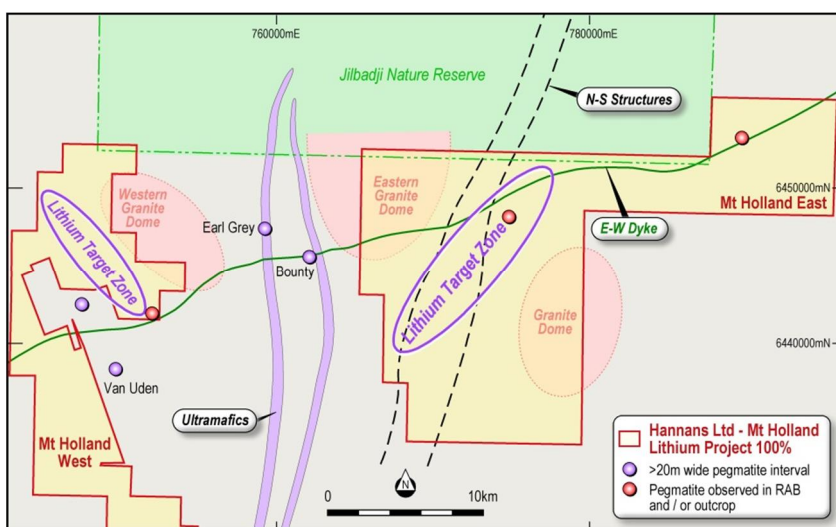 760000mE
780000mE
Jilbadji Nature Reserve
N-S Structures
Western
Granite
Dome
Eastern
Granite
Dome
6450000mN
Mt Holland East
Lithium Target Zone
Earl Grey
E-W Dyke
Bounty
Lithium Target Zone
Granite
Dome
6440000mN
Van Uden
Ultramafics
Mt Holland
West
N
0
10km
Hannans Ltd - Mt Holland
Lithium Project 100%
>20m wide pegmatite interval
Pegmatite observed in RAB
and / or outcrop